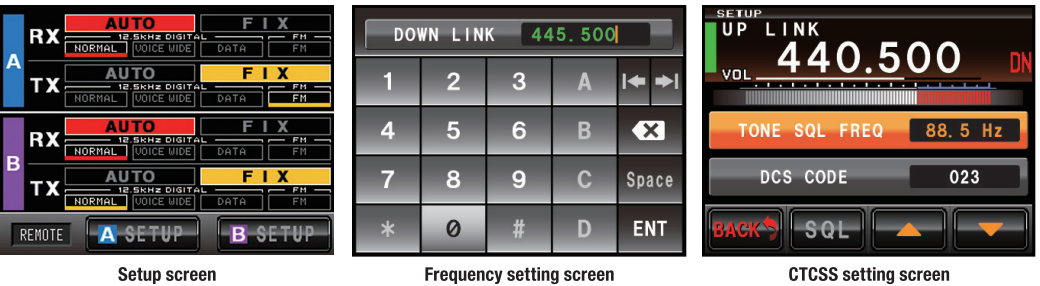 A
RX AUTO FIX
12.5kHz DIGITAL FM
NORMAL VOICE WIDE DATA FM
TX AUTO FIX
12.5kHz DIGITAL FM
NORMAL VOICE WIDE DATA FM
B
RX AUTO FIX
12.5kHz DIGITAL FM
NORMAL VOICE WIDE DATA FM
TX AUTO FIX
12.5kHz DIGITAL FM
NORMAL VOICE WIDE DATA FM
REMOTE A SETUP B SETUP
Setup screen
DOWN LINK 445.500
1 2 3 A
4 5 6 B
7 8 9 C Space
* 0 # D ENT
Frequency setting screen
SETUP
UP LINK
440.500 DN
VOL
TONE SQL FREQ 88.5 Hz
DCS CODE 023
BACK SQL
CTCSS setting screen